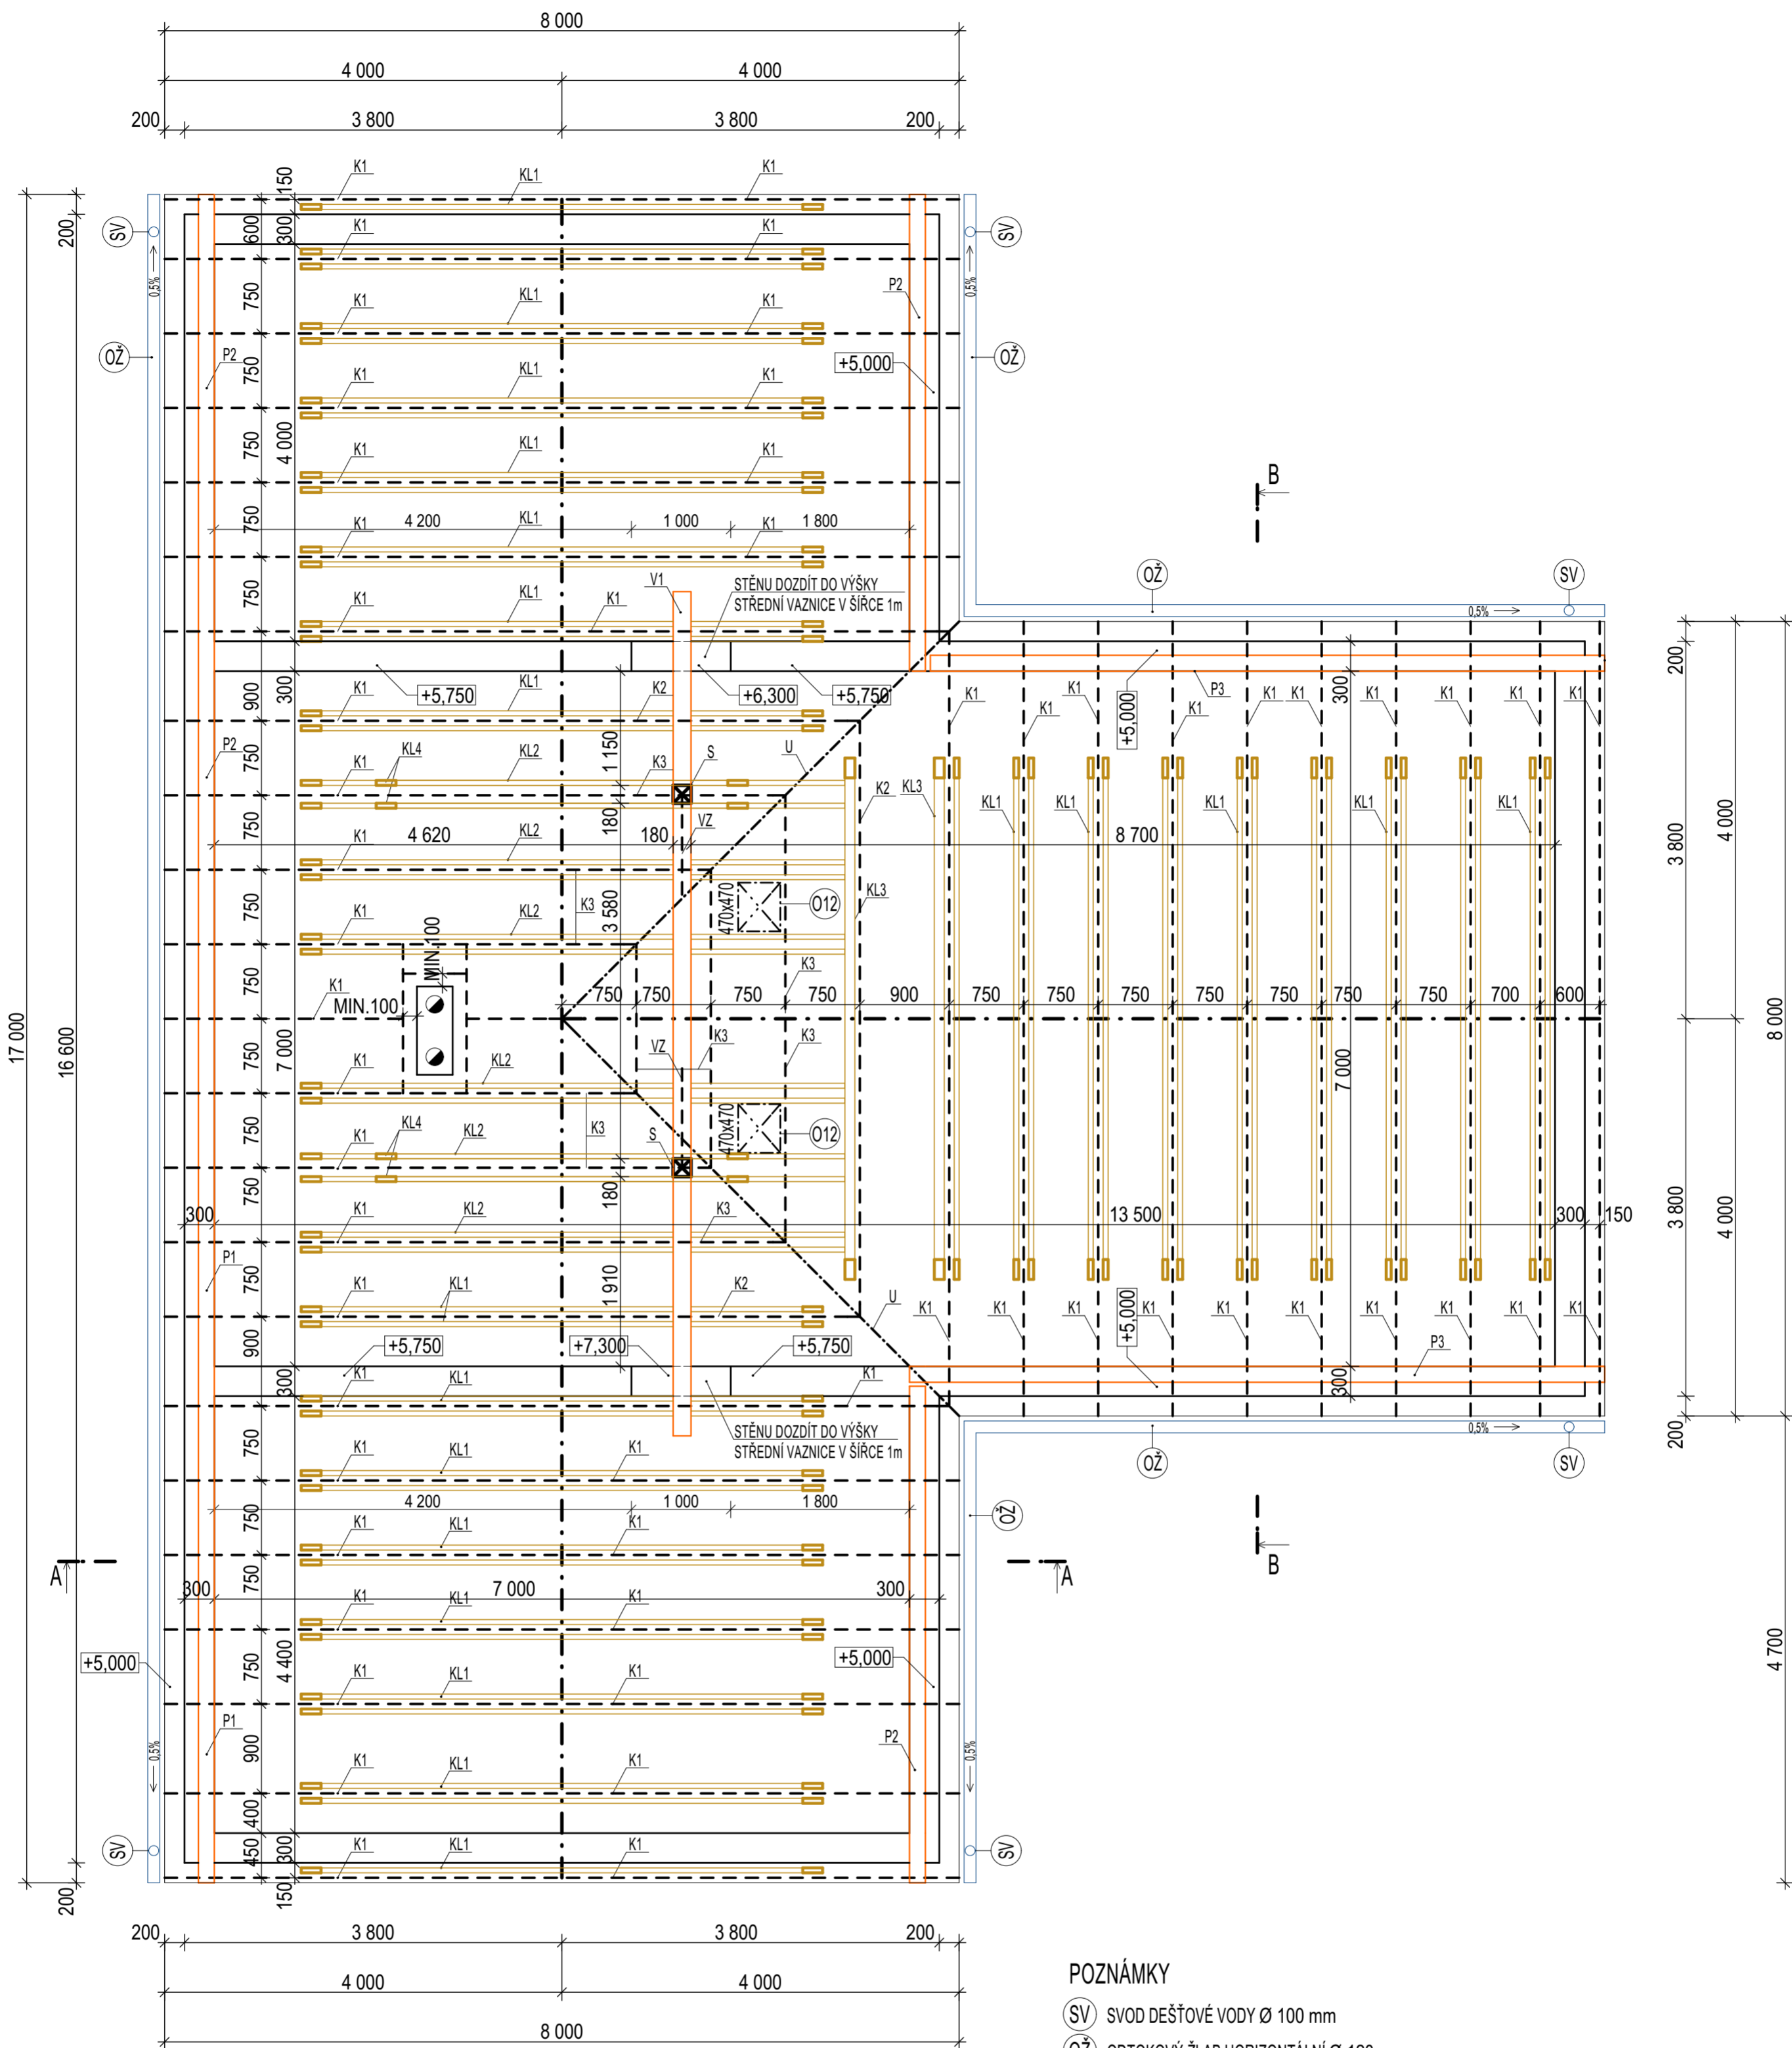 8 000
4 000 4 000
200 3 800 3 800 200
17 000
200
16 600
200
150
600
300
K1 KL1 K1
K1 K1
SV SV
0,5% 0,5%
750
K1 KL1 K1
P2
OŽ P2 OŽ
+5,000
750
K1 KL1 K1
750
4 000
K1 KL1 K1
B
750
4 200 1 000 1 800
K1 KL1 K1
750
V1
STĚNU DOZDÍT DO VÝŠKY
STŘEDNÍ VAZNICE V ŠÍŘCE 1m
K1 KL1 K1
OŽ SV
0,5%
900
300
+5,750 +6,300 +5,750
K1 KL1 K2
K1 K1 K1 K1 K1 K1 K1 K1 K1 K1
+5,000
P3
300
200
3 800
4 000
8 000
P2
750
KL4
K1 KL2 K3
1 150
S
U
180
VZ
K2
KL3
KL1 KL1 KL1 KL1 KL1
750
4 620 180 8 700
K1 KL2
750
K3
3 580
470x470
O12
KL3
K1 KL2
MIN.100
750
K1
MIN.100
K3
750 750 750 750 900 750 750 750 750 750 750 750 700 600
7 000
7 000
750
K1 KL2
VZ
K3
K3
750
K3
470x470
O12
KL4
K1 KL2
S
750
180
300 13 500 300 150
3 800
4 000
K1 KL2 K3
P1
750
1 910
K1 KL1 K2
U
+5,000
K1 K1 K1 K1 K1 K1 K1 K1 K1
P3
900
300
+5,750 +7,300 +5,750
300
K1 KL1 K1
200
STĚNU DOZDÍT DO VÝŠKY
STŘEDNÍ VAZNICE V ŠÍŘCE 1m
0,5%
OŽ SV
750
K1 KL1 K1
4 200 1 000 1 800
OŽ
750
K1 KL1 K1
A A
B
750
300 7 000 300
K1 KL1 K1
4 700
+5,000 +5,000
750
4 400
K1 KL1 K1
P1
P2
900
0,5% 0,5%
K1 KL1 K1
400
450
300
SV SV
K1 KL1 K1
150
200 3 800 3 800 200
4 000 4 000
8 000
POZNÁMKY
SV SVOD DEŠŤOVÉ VODY Ø 100 mm